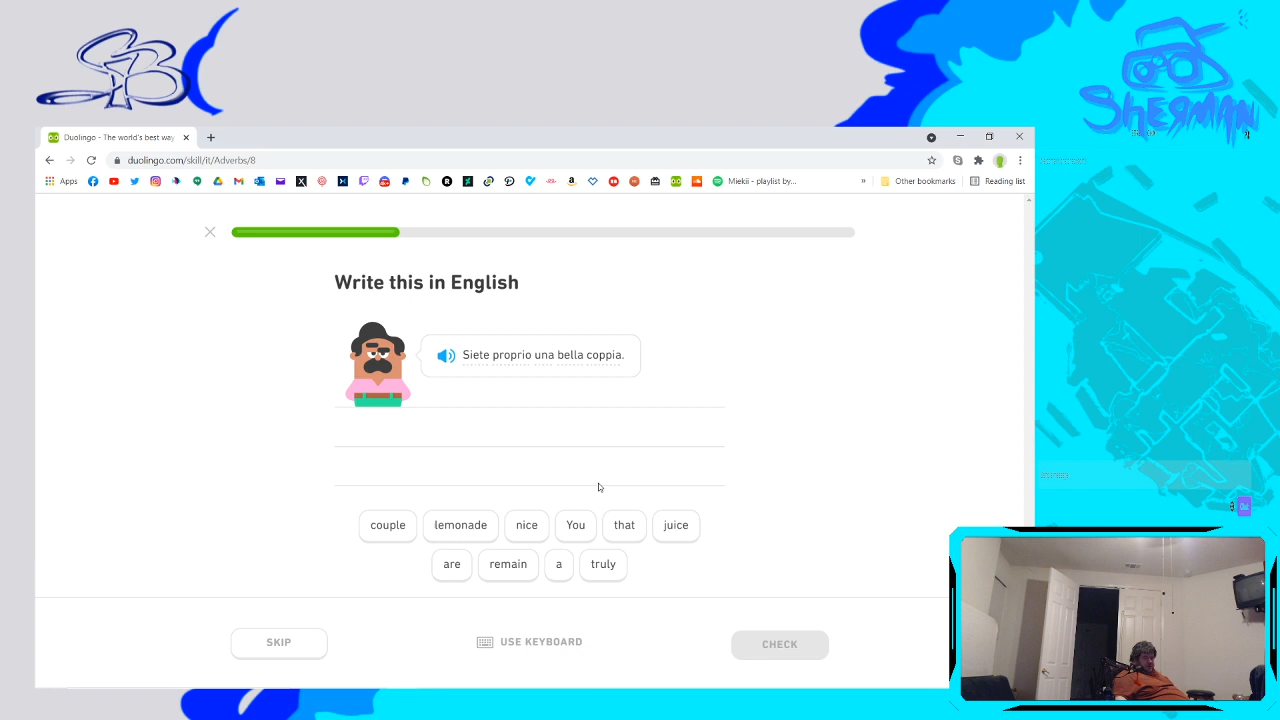 SBC
SHERMAN
Duolingo - The world's best way
duolingo.com/skill/it/Adverbs/8
Apps
Miekii - playlist by...
»
Other bookmarks
Reading list
Write this in English
Siete proprio una bella coppia.
couple lemonade nice You that juice
are remain a truly
SKIP
USE KEYBOARD
CHECK